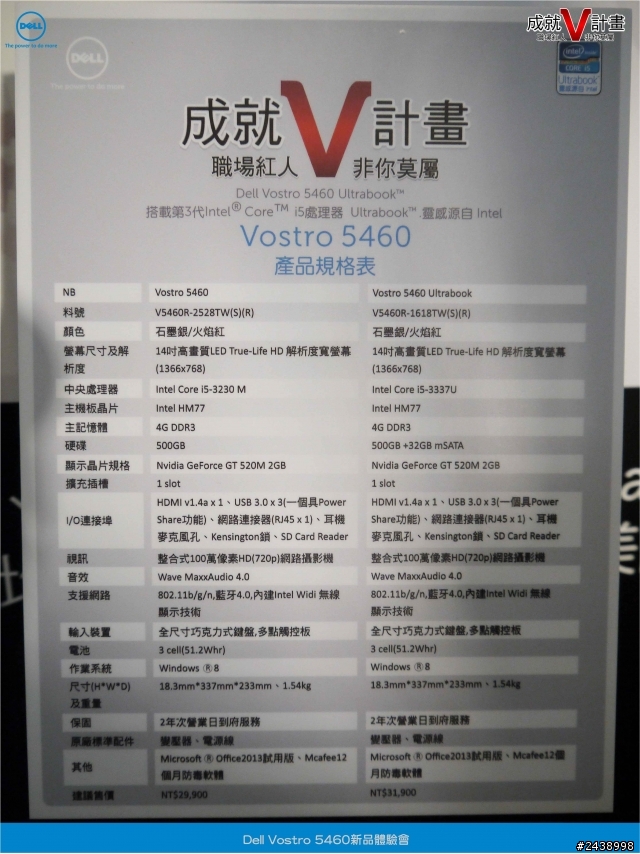 DELL
The power to do more
成就V計畫
職場紅人 非你莫屬
DELL
The power to do more
intel
CORE i5
Ultrabook
靈感源自 Intel
成就V計畫
職場紅人 非你莫屬
Dell Vostro 5460 Ultrabook™
搭載第3代Intel® Core™ i5處理器 Ultrabook™ 靈感源自 Intel
Vostro 5460
產品規格表
NB Vostro 5460 Vostro 5460 Ultrabook
料號 V5460R-2528TW(S)(R) V5460R-1618TW(S)(R)
顏色 石墨銀/火焰紅 石墨銀/火焰紅
螢幕尺寸及解 14吋高畫質LED True-Life HD 解析度寬螢幕 14吋高畫質LED True-Life HD 解析度寬螢幕
析度 (1366x768) (1366x768)
中央處理器 Intel Core i5-3230 M Intel Core i5-3337U
主機板晶片 Intel HM77 Intel HM77
主記憶體 4G DDR3 4G DDR3
硬碟 500GB 500GB +32GB mSATA
顯示晶片規格 Nvidia GeForce GT 520M 2GB Nvidia GeForce GT 520M 2GB
擴充插槽 1 slot 1 slot
HDMI v1.4a x 1、USB 3.0 x 3(一個具Power HDMI v1.4a x 1、USB 3.0 x 3(一個具Power
I/O連接埠 Share功能)、網路連接器(RJ45 x 1)、耳機 Share功能)、網路連接器(RJ45 x 1)、耳機
麥克風孔、Kensington鎖、SD Card Reader 麥克風孔、Kensington鎖、SD Card Reader
視訊 整合式100萬像素HD(720p)網路攝影機 整合式100萬像素HD(720p)網路攝影機
音效 Wave MaxxAudio 4.0 Wave MaxxAudio 4.0
支援網路 802.11b/g/n,藍牙4.0,內建Intel Widi 無線 802.11b/g/n,藍牙4.0,內建Intel Widi 無線
顯示技術 顯示技術
輸入裝置 全尺寸巧克力式鍵盤,多點觸控板 全尺寸巧克力式鍵盤,多點觸控板
電池 3 cell(51.2Whr) 3 cell(51.2Whr)
作業系統 Windows ®8 Windows ®8
尺寸(H*W*D) 18.3mm*337mm*233mm、1.54kg 18.3mm*337mm*233mm、1.54kg
及重量
保固 2年次營業日到府服務 2年次營業日到府服務
原廠標準配件 變壓器、電源線 變壓器、電源線
其他 Microsoft ® Office2013試用版、Mcafee12 Microsoft ® Office2013試用版、Mcafee12個
個月防毒軟體 月防毒軟體
建議售價 NT$29,900 NT$31,900
Dell Vostro 5460新品體驗會
#2438998